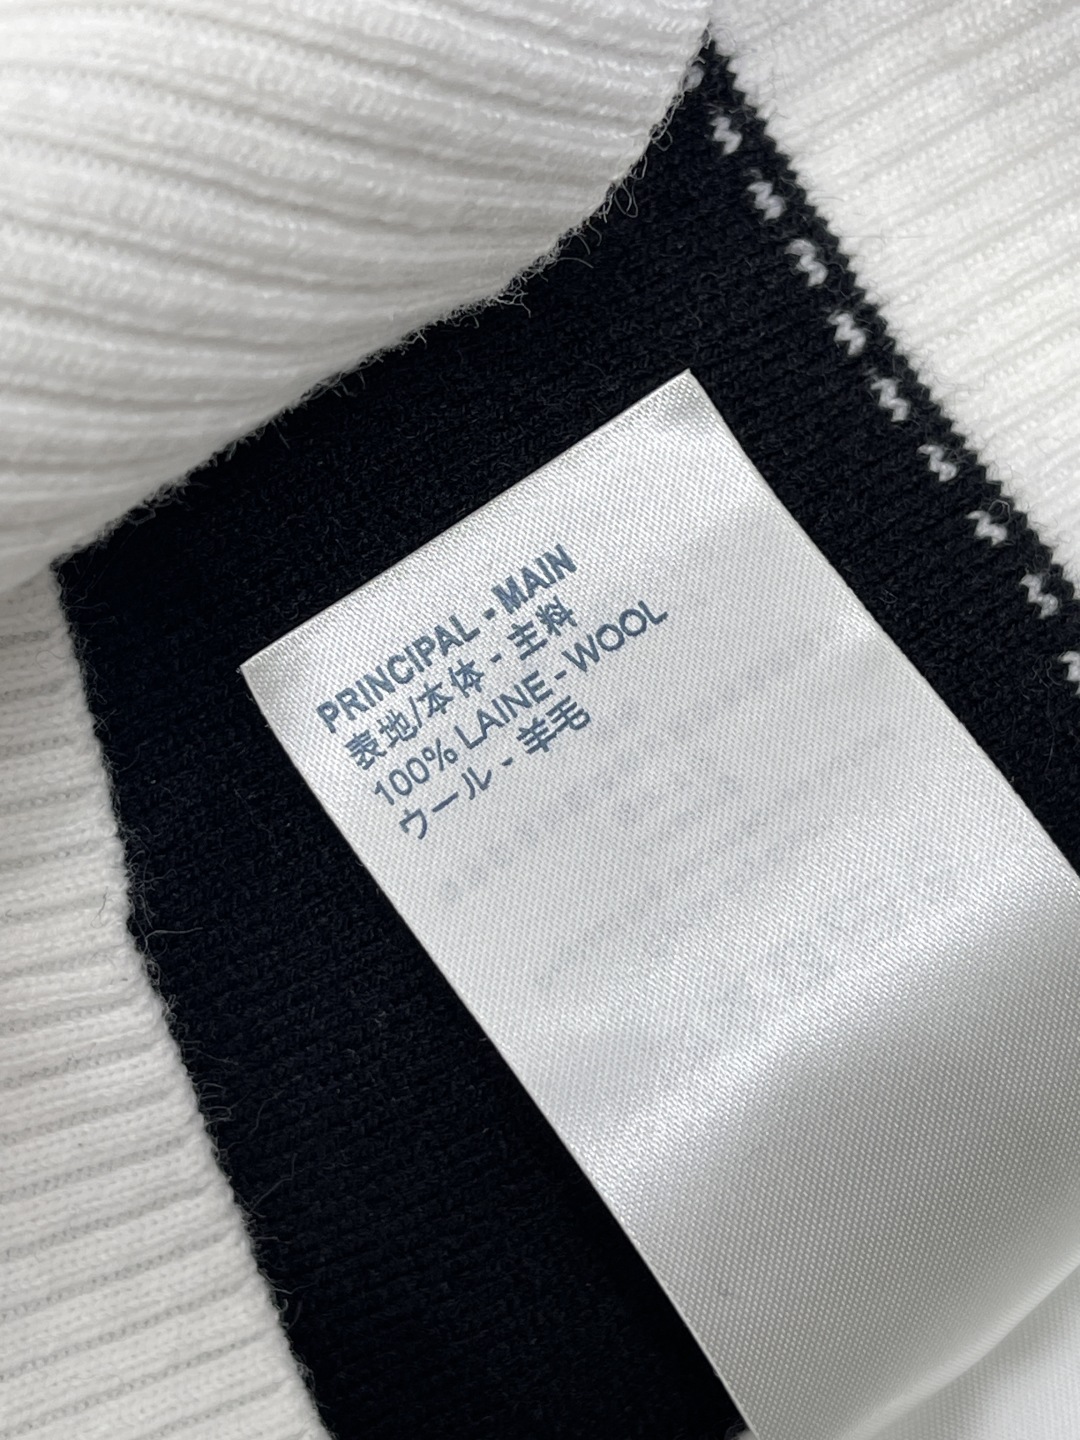 PRINCIPAL - MAIN
表地/本体 - 主料
100% LAINE - WOOL
ウール - 羊毛